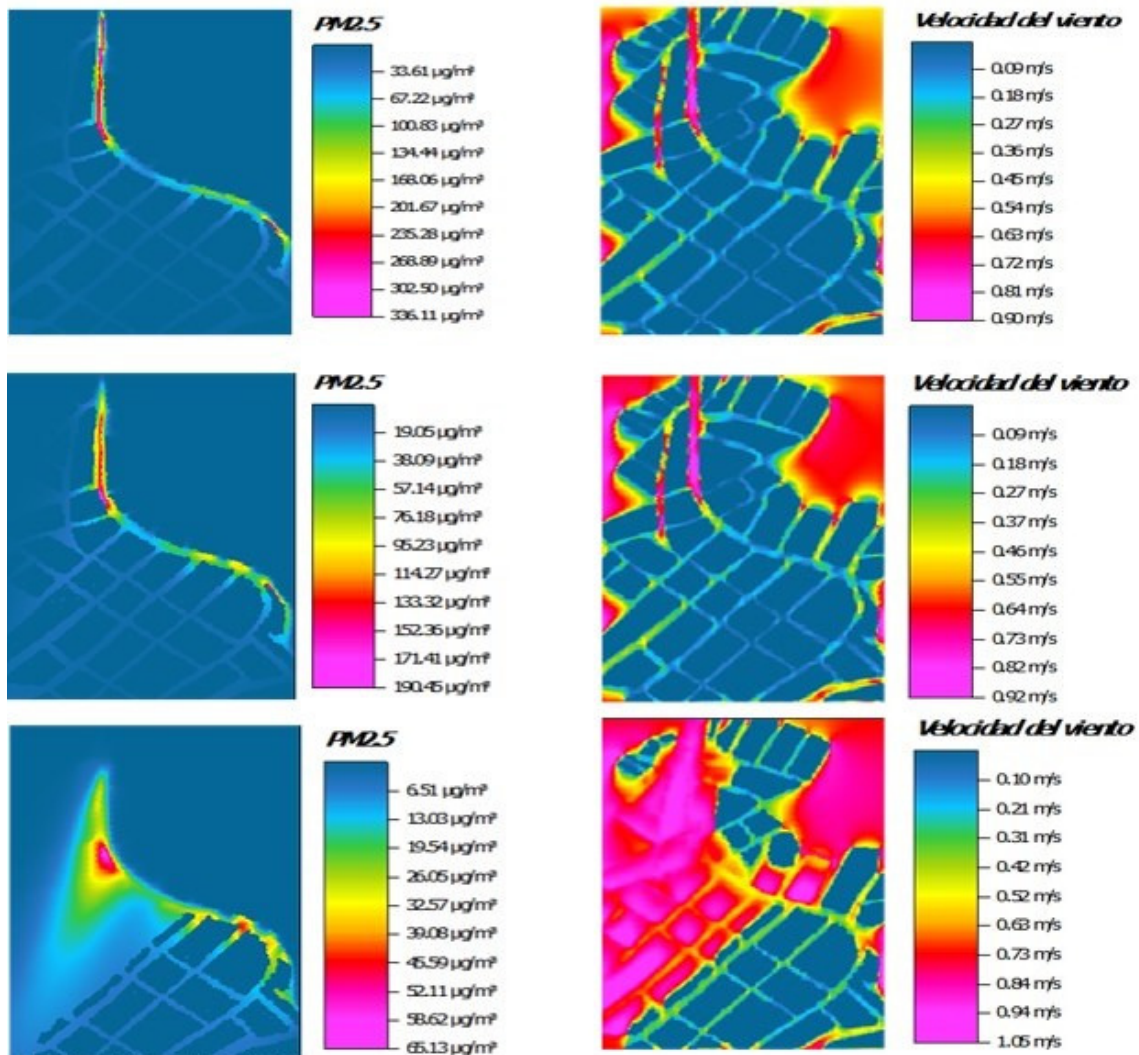 PM2.5
33.61 µg/m³
67.22 µg/m³
100.83 µg/m³
134.44 µg/m³
168.06 µg/m³
201.67 µg/m³
235.28 µg/m³
268.89 µg/m³
302.50 µg/m³
336.11 µg/m³
Velocidad del viento
0.09 m/s
0.18 m/s
0.27 m/s
0.36 m/s
0.45 m/s
0.54 m/s
0.63 m/s
0.72 m/s
0.81 m/s
0.90 m/s
PM2.5
19.05 µg/m³
38.09 µg/m³
57.14 µg/m³
76.18 µg/m³
95.23 µg/m³
114.27 µg/m³
133.32 µg/m³
152.36 µg/m³
171.41 µg/m³
190.45 µg/m³
Velocidad del viento
0.09 m/s
0.18 m/s
0.27 m/s
0.37 m/s
0.46 m/s
0.55 m/s
0.64 m/s
0.73 m/s
0.82 m/s
0.92 m/s
PM2.5
6.51 µg/m³
13.03 µg/m³
19.54 µg/m³
26.05 µg/m³
32.57 µg/m³
39.08 µg/m³
45.59 µg/m³
52.11 µg/m³
58.62 µg/m³
65.13 µg/m³
Velocidad del viento
0.10 m/s
0.21 m/s
0.31 m/s
0.42 m/s
0.52 m/s
0.63 m/s
0.73 m/s
0.84 m/s
0.94 m/s
1.05 m/s